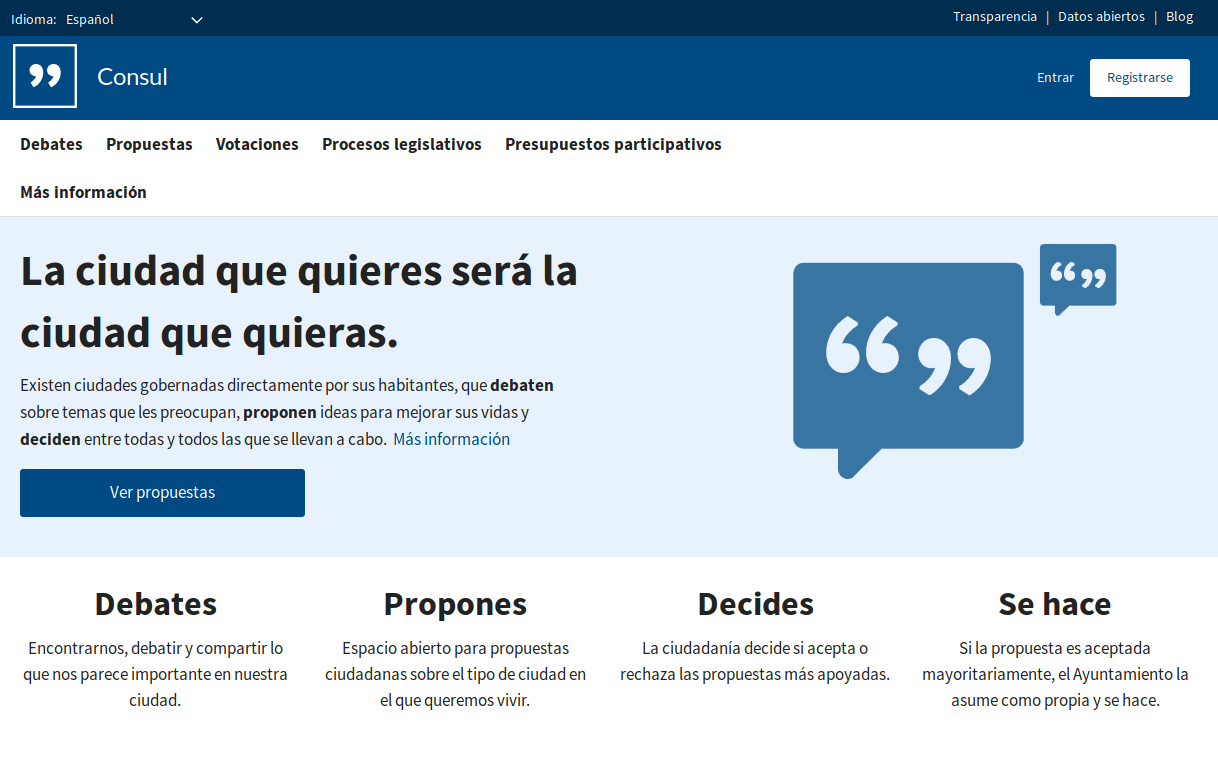 Idioma: Español
Transparencia | Datos abiertos | Blog
Consul
Entrar
Registrarse
Debates Propuestas Votaciones Procesos legislativos Presupuestos participativos
Más información
La ciudad que quieres será la
ciudad que quieras.
Existen ciudades gobernadas directamente por sus habitantes, que debaten
sobre temas que les preocupan, proponen ideas para mejorar sus vidas y
deciden entre todas y todos las que se llevan a cabo. Más información
Ver propuestas
Debates
Encontrarnos, debatir y compartir lo
que nos parece importante en nuestra
ciudad.
Propones
Espacio abierto para propuestas
ciudadanas sobre el tipo de ciudad en
el que queremos vivir.
Decides
La ciudadanía decide si acepta o
rechaza las propuestas más apoyadas.
Se hace
Si la propuesta es aceptada
mayoritariamente, el Ayuntamiento la
asume como propia y se hace.